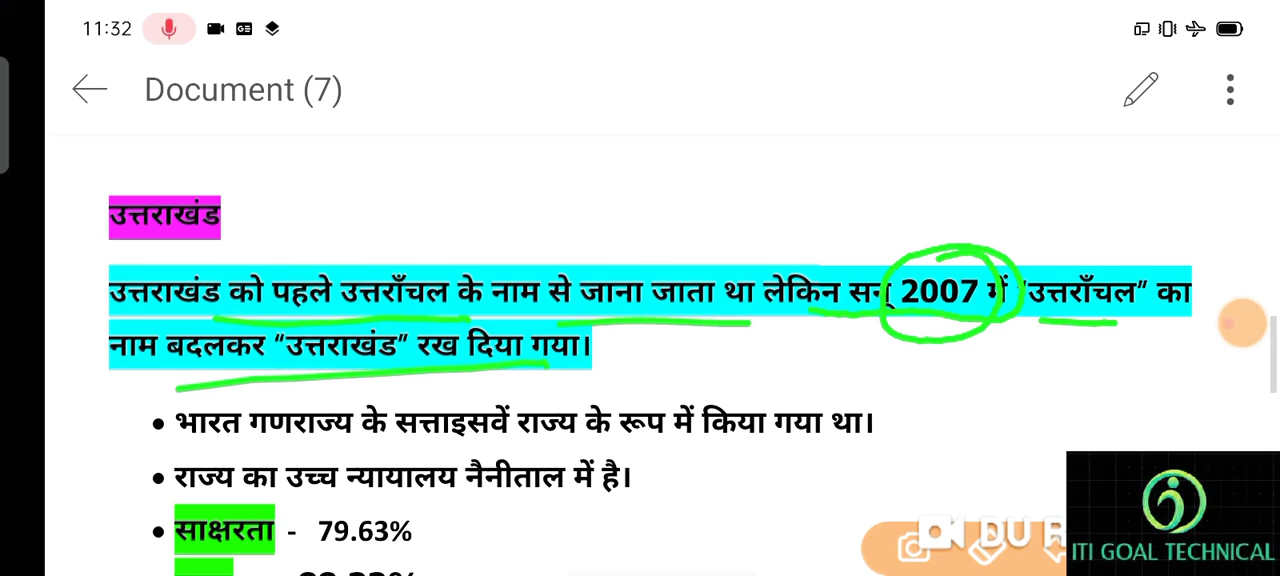 11:32
Document (7)
उत्तराखंड
उत्तराखंड को पहले उत्तराँचल के नाम से जाना जाता था लेकिन सन् 2007 में "उत्तराँचल" का
नाम बदलकर "उत्तराखंड" रख दिया गया।
• भारत गणराज्य के सत्ताइसवें राज्य के रूप में किया गया था।
• राज्य का उच्च न्यायालय नैनीताल में है।
• साक्षरता - 79.63%
DU R
ITI GOAL TECHNICAL